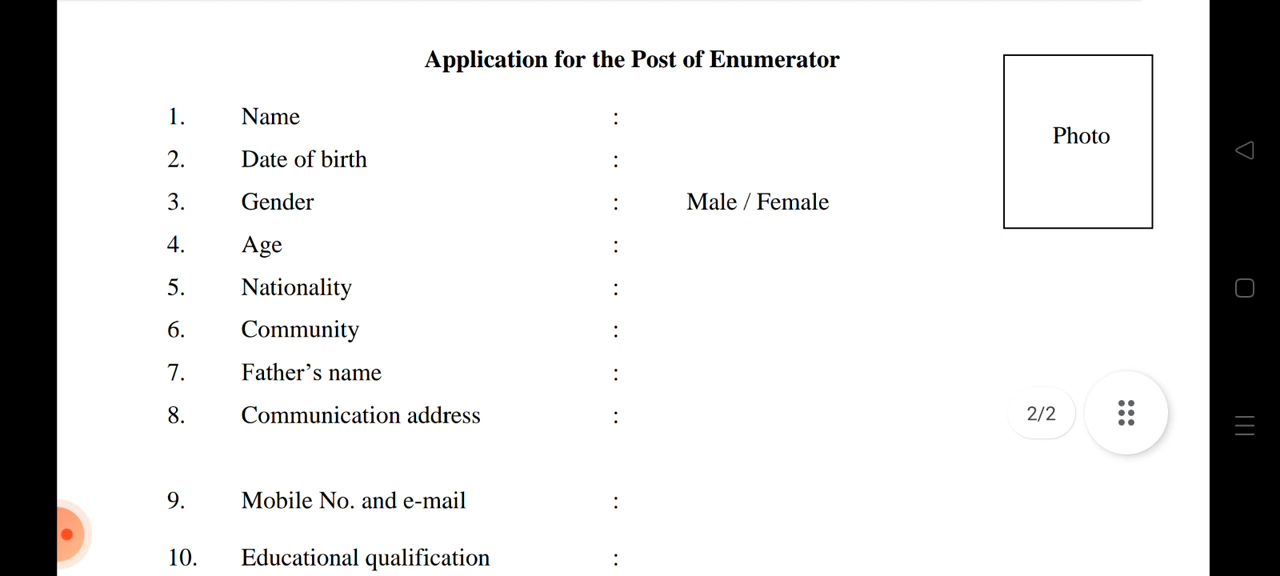 Application for the Post of Enumerator
Photo
1. Name :
2. Date of birth :
3. Gender : Male / Female
4. Age :
5. Nationality :
6. Community :
7. Father’s name :
8. Communication address :
2/2
9. Mobile No. and e-mail :
10. Educational qualification :